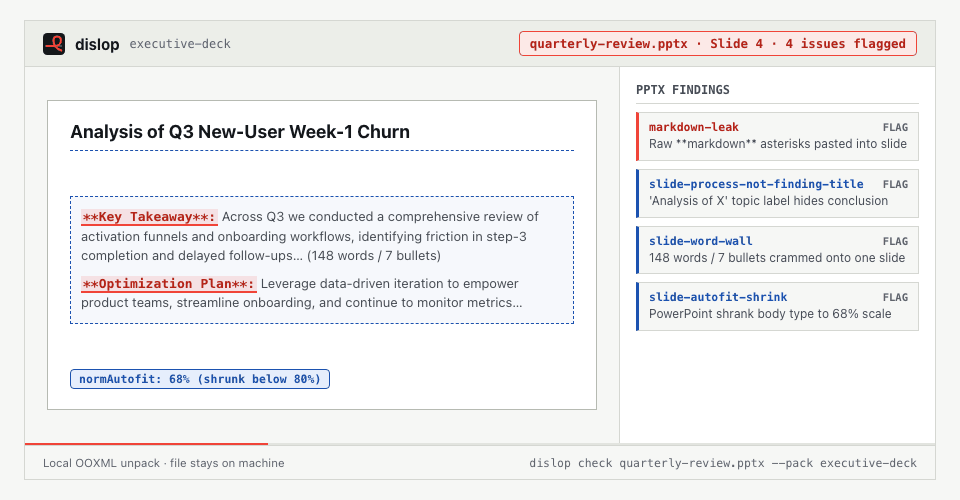 dislop executive-deck
quarterly-review.pptx · Slide 4 · 4 issues flagged
Analysis of Q3 New-User Week-1 Churn
**Key Takeaway**: Across Q3 we conducted a comprehensive review of
activation funnels and onboarding workflows, identifying friction in step-3
completion and delayed follow-ups... (148 words / 7 bullets)
**Optimization Plan**: Leverage data-driven iteration to empower
product teams, streamline onboarding, and continue to monitor metrics...
normAutofit: 68% (shrunk below 80%)
PPTX FINDINGS
markdown-leak FLAG
Raw **markdown** asterisks pasted into slide
slide-process-not-finding-title FLAG
'Analysis of X' topic label hides conclusion
slide-word-wall FLAG
148 words / 7 bullets crammed onto one slide
slide-autofit-shrink FLAG
PowerPoint shrank body type to 68% scale
Local OOXML unpack · file stays on machine
dislop check quarterly-review.pptx --pack executive-deck